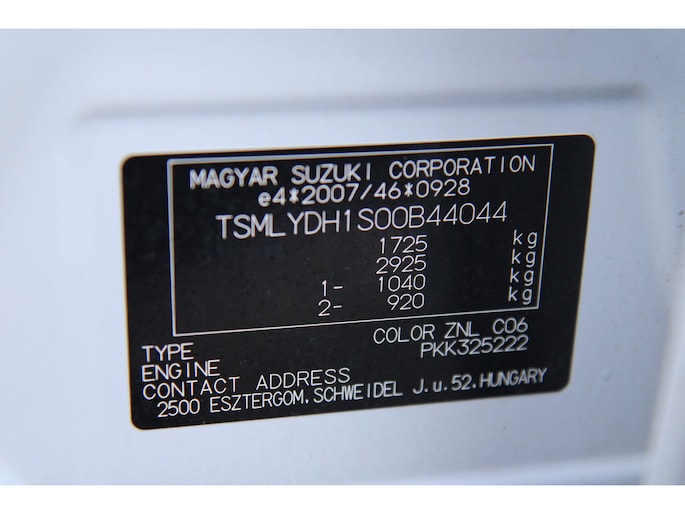 MAGYAR SUZUKI CORPORATION
e4*2007/46*0928
TSMLYDH1S00B44044
1725 kg
2925 kg
1- 1040 kg
2- 920 kg
COLOR ZNL C06
TYPE PKK325222
ENGINE
CONTACT ADDRESS
2500 ESZTERGOM.SCHWEIDEL J.u.52.HUNGARY